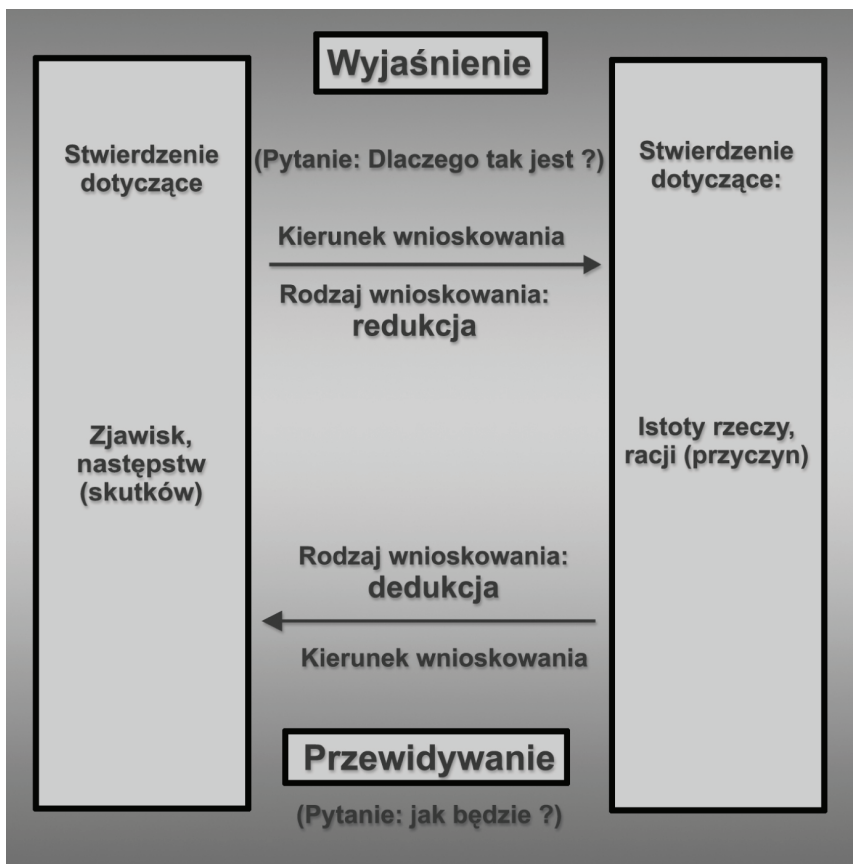 Wyjaśnienie
Stwierdzenie
dotyczące
(Pytanie: Dlaczego tak jest ?)
Stwierdzenie
dotyczące:
Kierunek wnioskowania
Rodzaj wnioskowania:
redukcja
Zjawisk,
następstw
(skutków)
Istoty rzeczy,
racji (przyczyn)
Rodzaj wnioskowania:
dedukcja
Kierunek wnioskowania
Przewidywanie
(Pytanie: jak będzie ?)